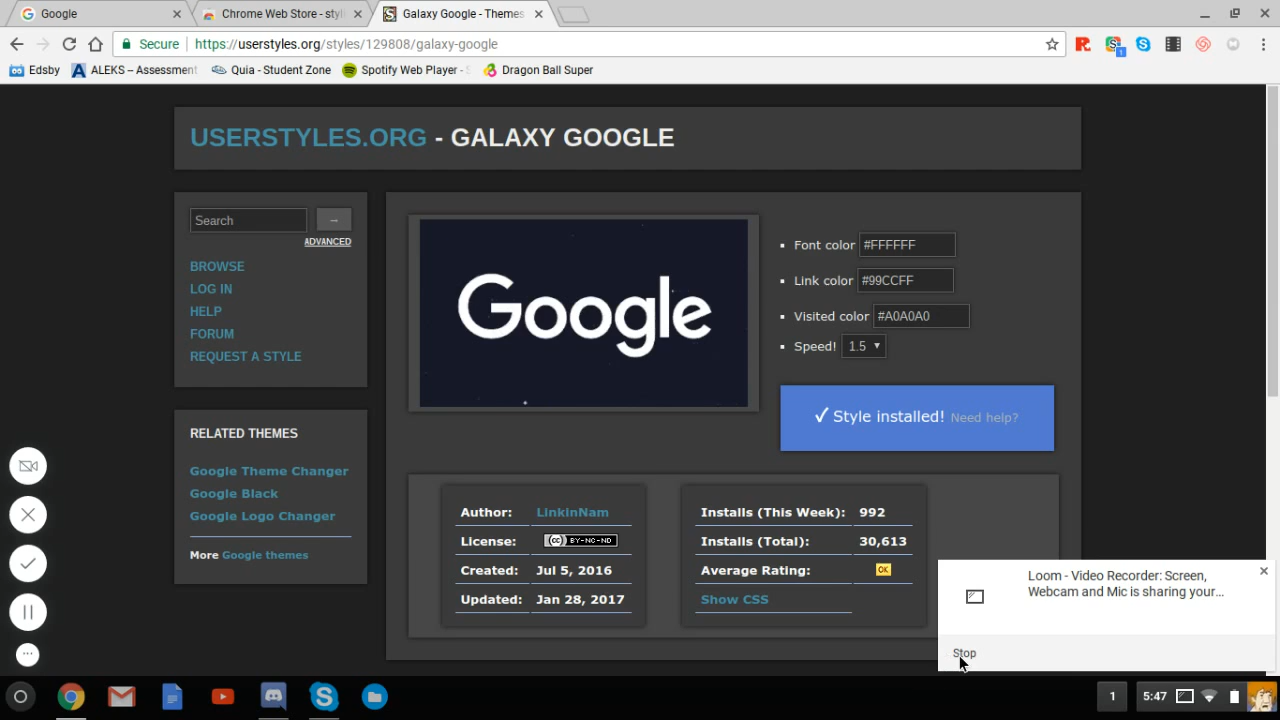 Google
Chrome Web Store - styli
Galaxy Google - Themes
Secure
https://userstyles.org/styles/129808/galaxy-google
1
Edsby
ALEKS – Assessment
Quia - Student Zone
Spotify Web Player - S
Dragon Ball Super
USERSTYLES.ORG - GALAXY GOOGLE
Search
→
ADVANCED
BROWSE
LOG IN
HELP
FORUM
REQUEST A STYLE
RELATED THEMES
Google Theme Changer
Google Black
Google Logo Changer
More Google themes
Google
Font color #FFFFFF
Link color #99CCFF
Visited color #A0A0A0
Speed! 1.5
✓ Style installed! Need help?
Author: LinkinNam
License: CC BY-NC-ND
Created: Jul 5, 2016
Updated: Jan 28, 2017
Installs (This Week): 992
Installs (Total): 30,613
Average Rating: OK
Show CSS
Loom - Video Recorder: Screen,
Webcam and Mic is sharing your...
Stop
1
5:47